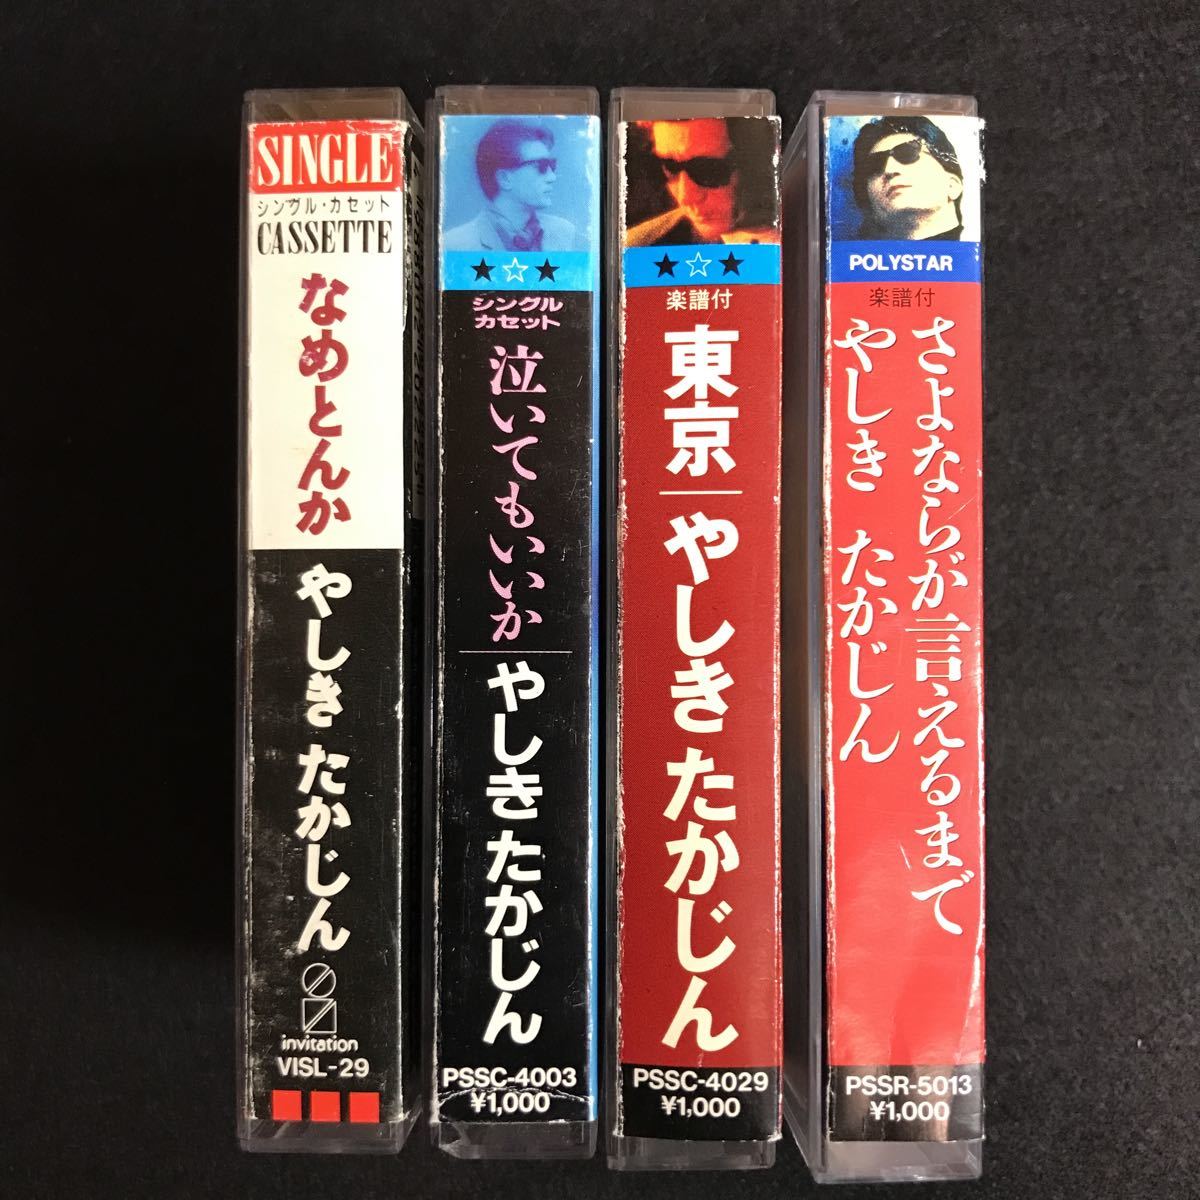 SINGLE
シングル・カセット
CASSETTE
なめとんか
やしきたかじん
invitation
VISL-29
★☆★
シングル
カセット
泣いてもいいか
やしきたかじん
PSSC-4003
¥1,000
★☆★
楽譜付
東京
やしきたかじん
PSSC-4029
¥1,000
POLYSTAR
楽譜付
さよならが言えるまで
やしき たかじん
PSSR-5013
¥1,000